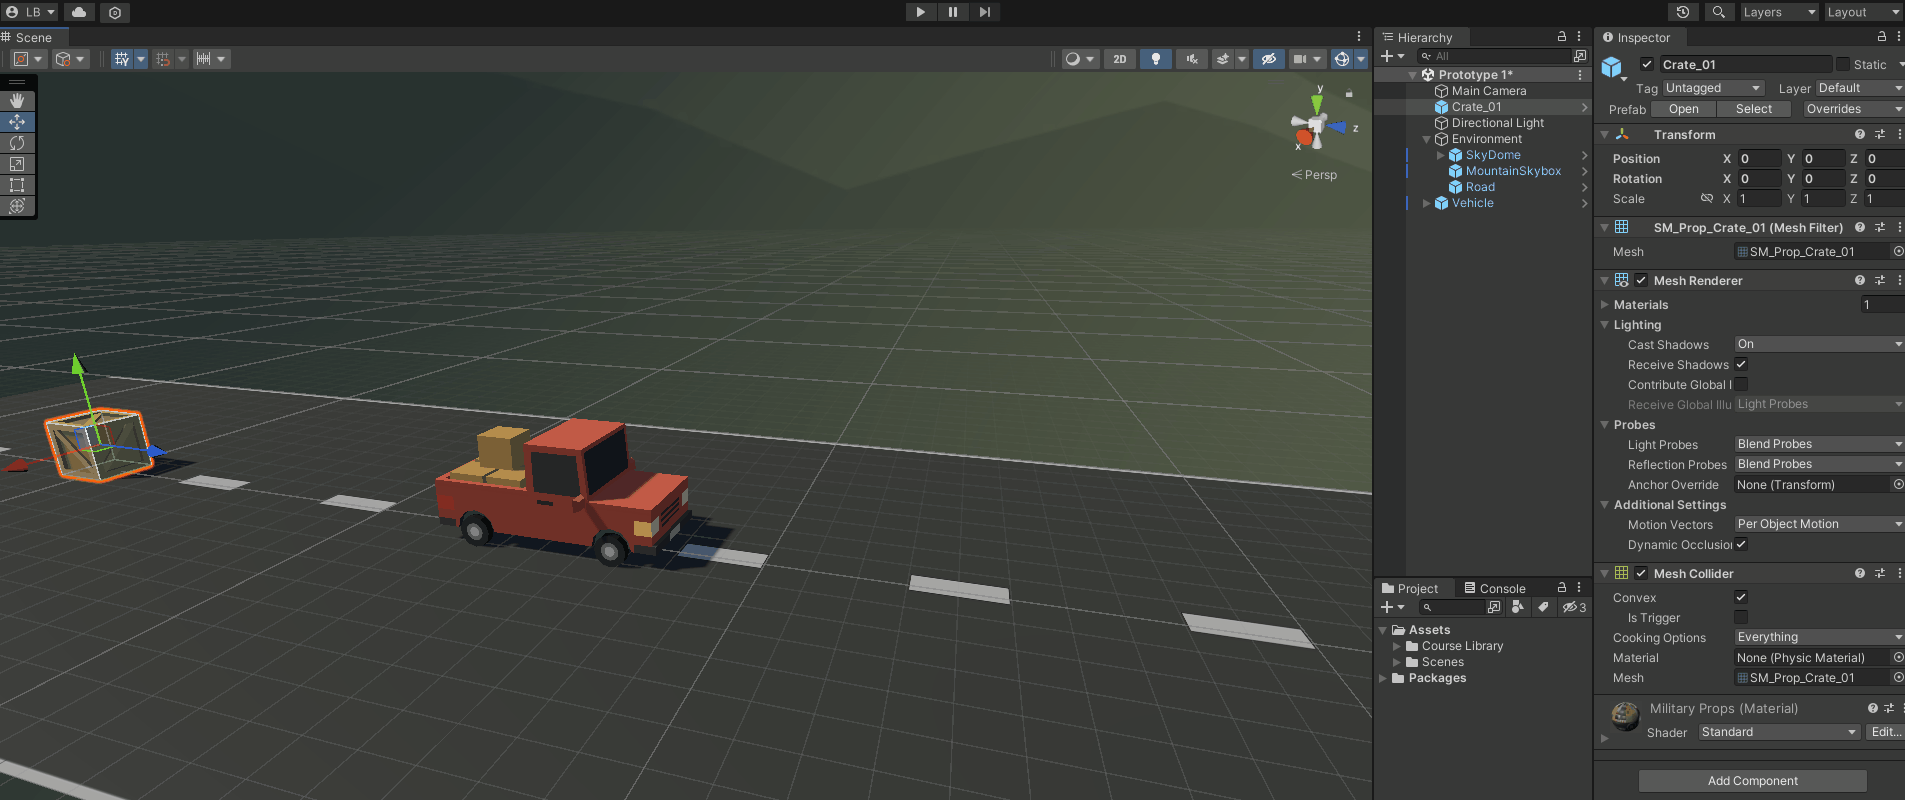 LB
Layers
Layout
Scene
2D
y
z
x
Persp
Hierarchy
All
Prototype 1*
Main Camera
Crate_01
Directional Light
Environment
SkyDome
MountainSkybox
Road
Vehicle
Project
Console
3
Assets
Course Library
Scenes
Packages
Inspector
Crate_01
Static
Tag Untagged
Layer Default
Prefab Open Select Overrides
Transform
Position X 0 Y 0 Z 0
Rotation X 0 Y 0 Z 0
Scale X 1 Y 1 Z 1
SM_Prop_Crate_01 (Mesh Filter)
Mesh SM_Prop_Crate_01
Mesh Renderer
Materials 1
Lighting
Cast Shadows On
Receive Shadows
Contribute Global I
Receive Global Illu Light Probes
Probes
Light Probes Blend Probes
Reflection Probes Blend Probes
Anchor Override None (Transform)
Additional Settings
Motion Vectors Per Object Motion
Dynamic Occlusion
Mesh Collider
Convex
Is Trigger
Cooking Options Everything
Material None (Physic Material)
Mesh SM_Prop_Crate_01
Military Props (Material)
Shader Standard Edit...
Add Component